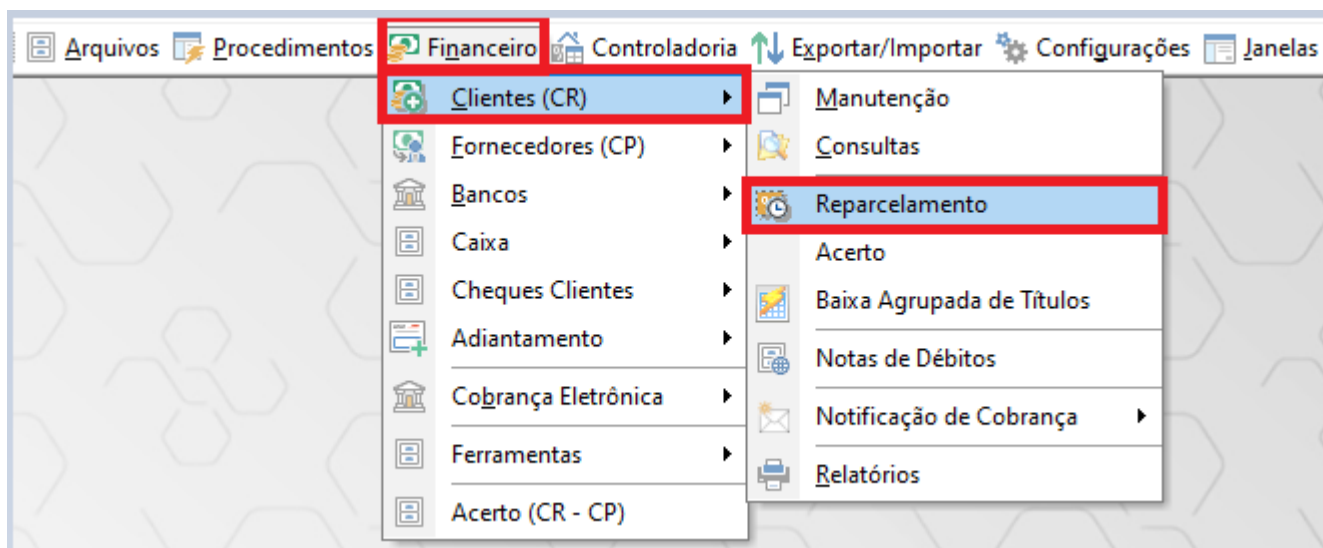 Arquivos Procedimentos Financeiro Controladoria Exportar/Importar Configurações Janelas
Clientes (CR)
Fornecedores (CP)
Bancos
Caixa
Cheques Clientes
Adiantamento
Cobrança Eletrônica
Ferramentas
Acerto (CR - CP)
Manutenção
Consultas
Reparcelamento
Acerto
Baixa Agrupada de Títulos
Notas de Débitos
Notificação de Cobrança
Relatórios